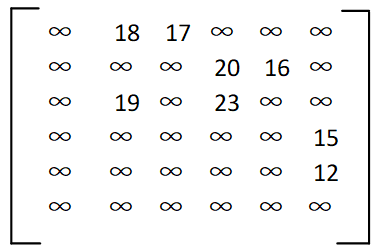 ∞ 18 17 ∞ ∞ ∞
∞ ∞ ∞ 20 16 ∞
∞ 19 ∞ 23 ∞ ∞
∞ ∞ ∞ ∞ ∞ 15
∞ ∞ ∞ ∞ ∞ 12
∞ ∞ ∞ ∞ ∞ ∞